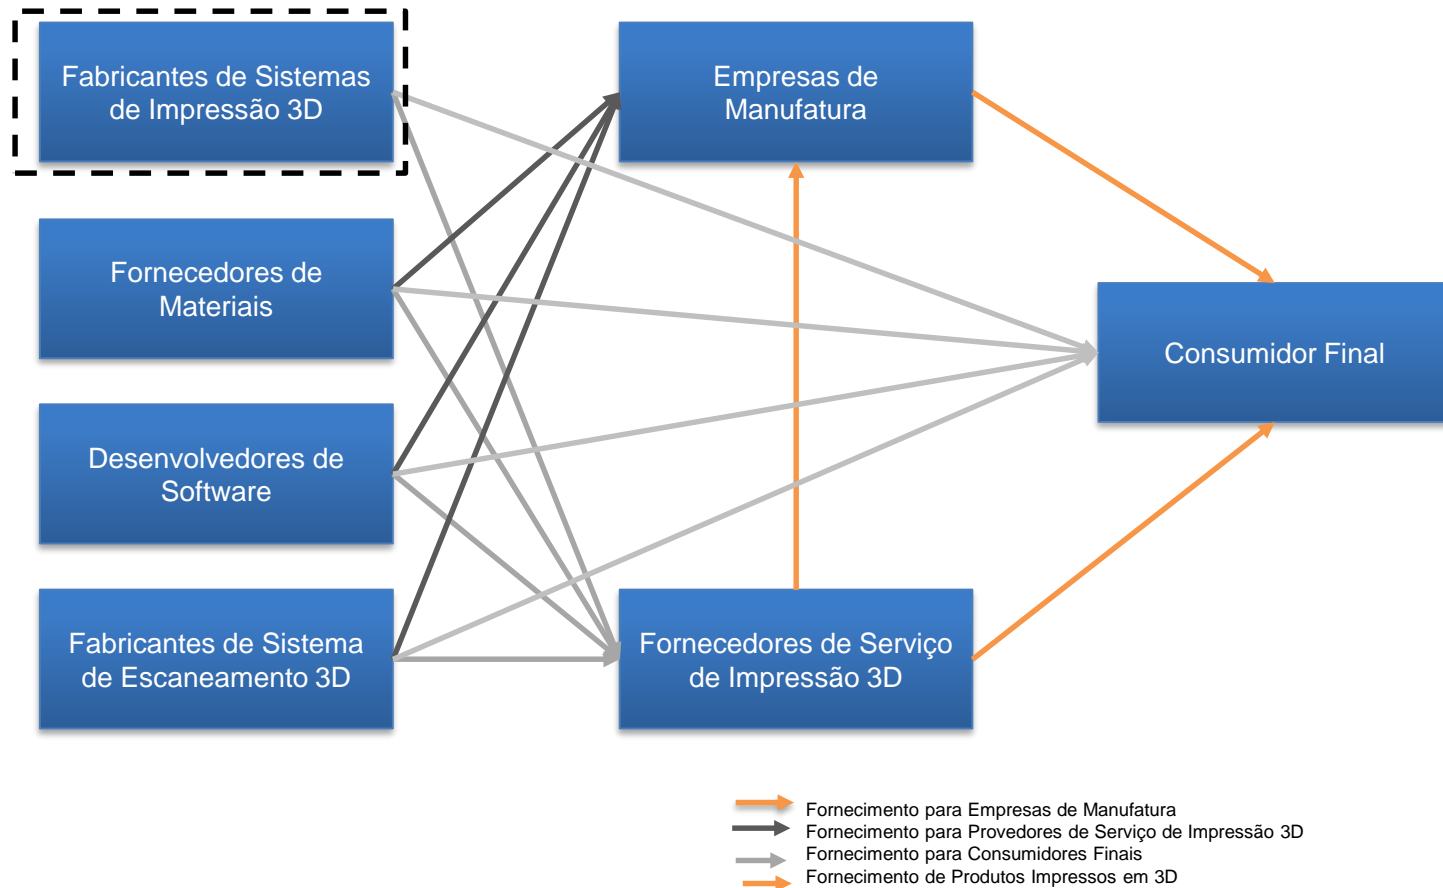 Fabricantes de Sistemas
de Impressão 3D
Empresas de
Manufatura
Fornecedores de
Materiais
Consumidor Final
Desenvolvedores de
Software
Fabricantes de Sistema
de Escaneamento 3D
Fornecedores de Serviço
de Impressão 3D
Fornecimento para Empresas de Manufatura
Fornecimento para Provedores de Serviço de Impressão 3D
Fornecimento para Consumidores Finais
Fornecimento de Produtos Impressos em 3D